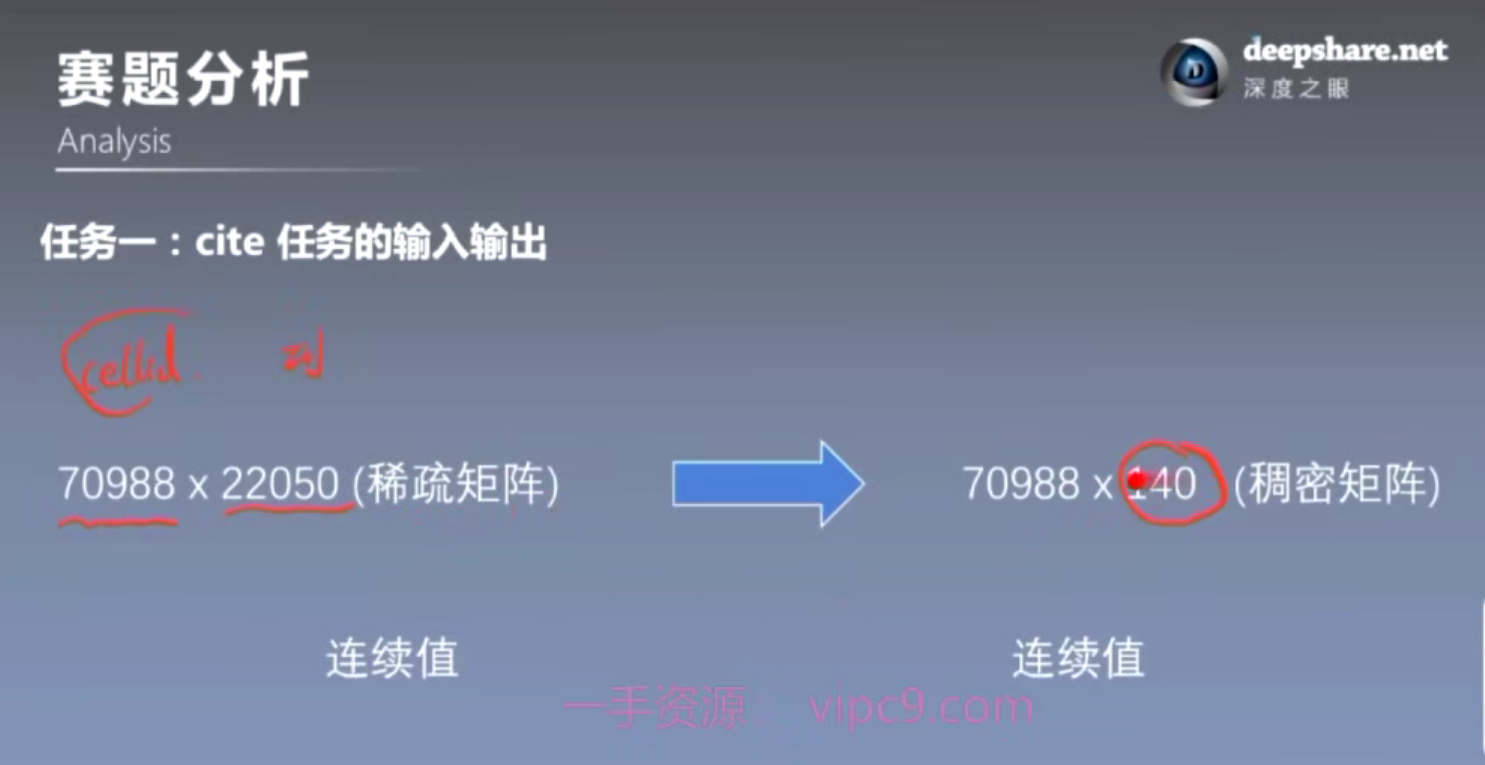 deepshare.net
深度之眼
赛题分析
Analysis
任务一：cite 任务的输入输出
cellid
70988 x 22050 (稀疏矩阵)
70988 x 140 (稠密矩阵)
连续值
连续值
一手资源： vipc9.com